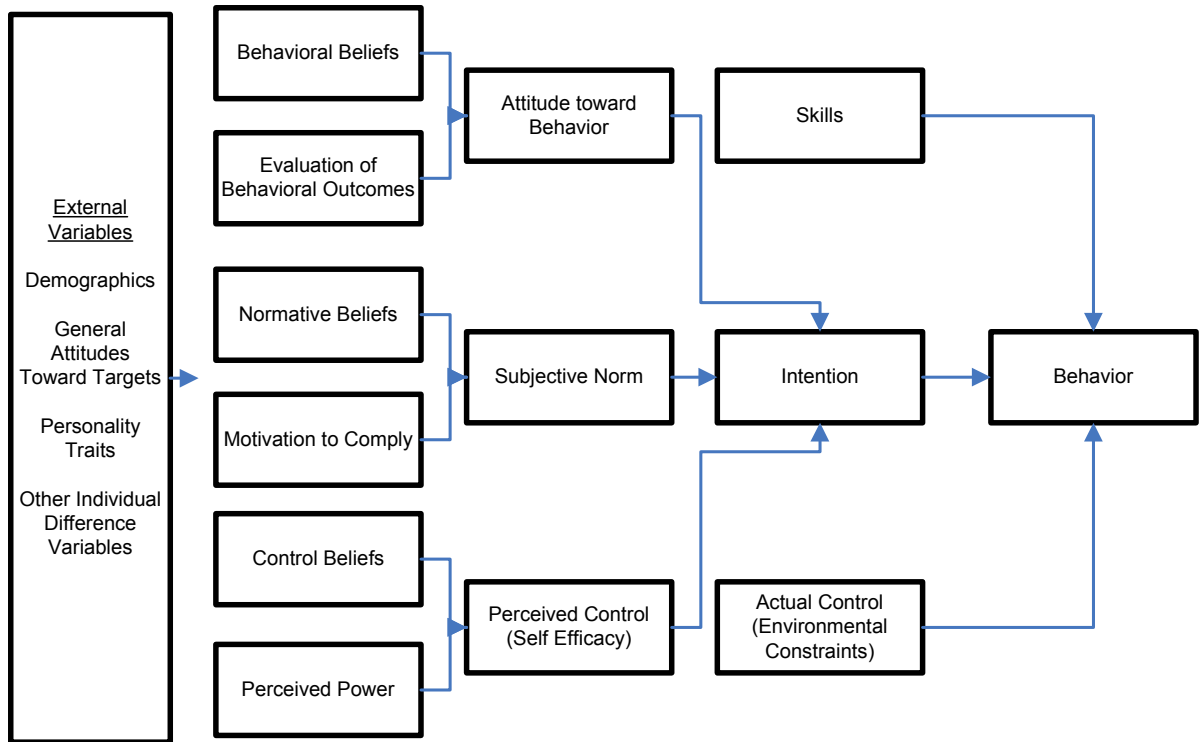 External
Variables
Demographics
General
Attitudes
Toward Targets
Personality
Traits
Other Individual
Difference
Variables
Behavioral Beliefs
Evaluation of
Behavioral Outcomes
Normative Beliefs
Motivation to Comply
Control Beliefs
Perceived Power
Attitude toward
Behavior
Subjective Norm
Perceived Control
(Self Efficacy)
Skills
Intention
Actual Control
(Environmental
Constraints)
Behavior